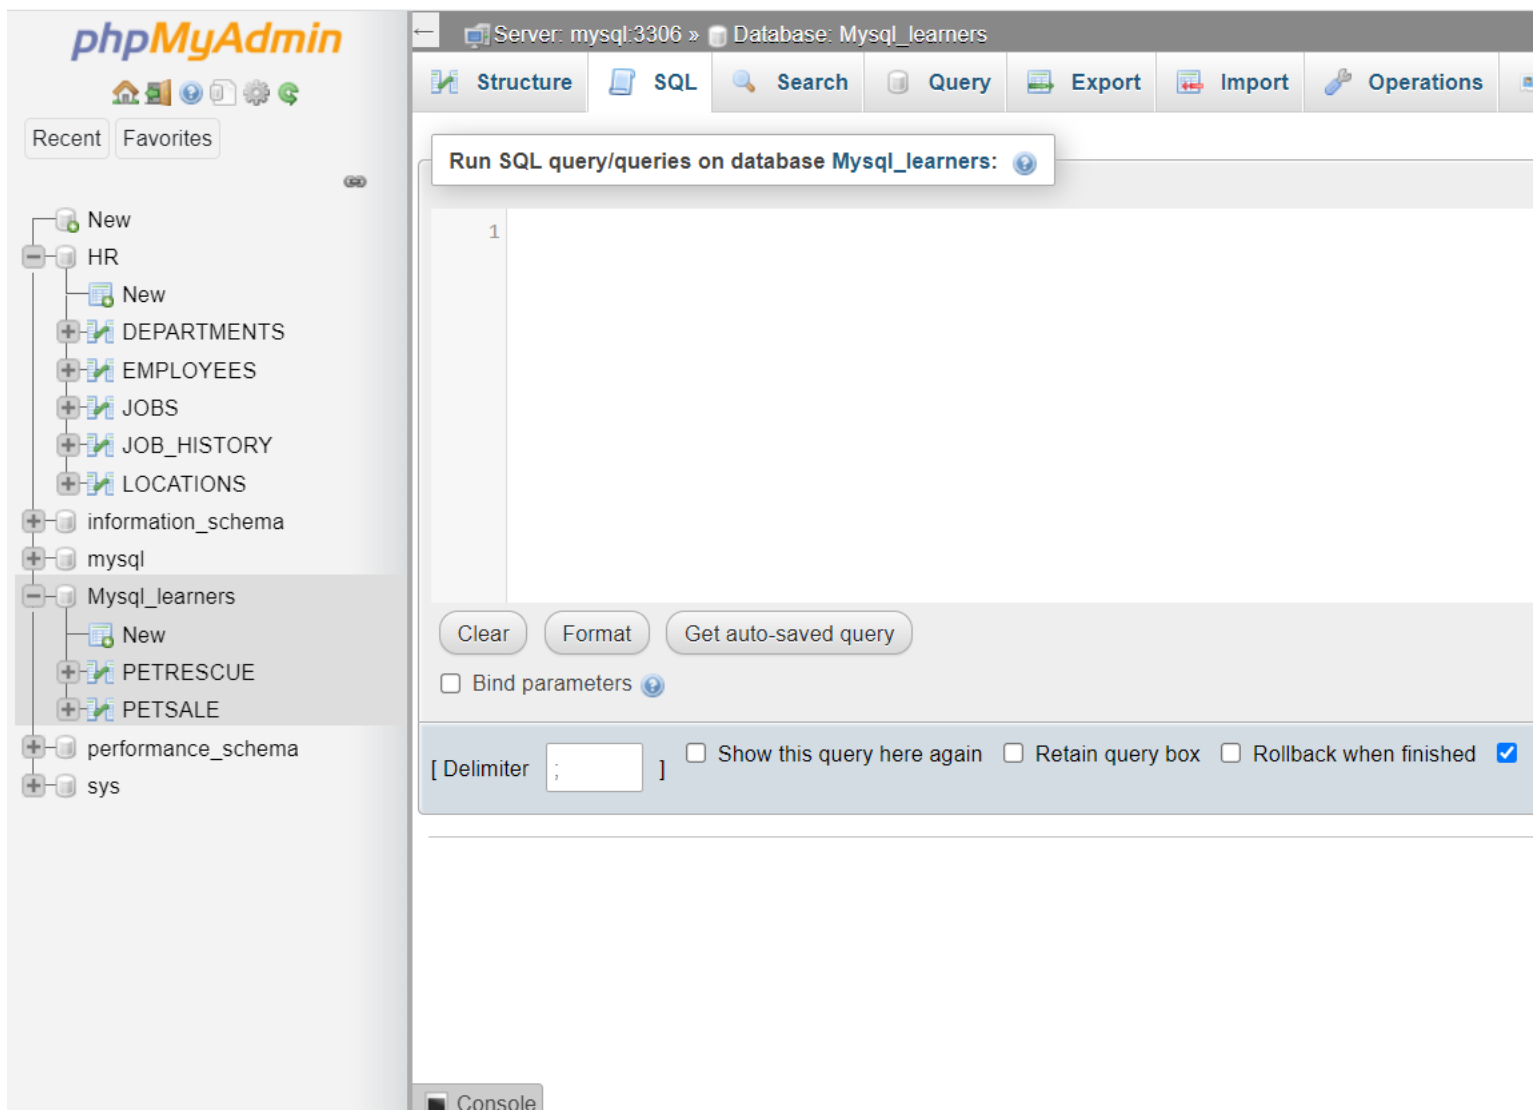 phpMyAdmin
Recent Favorites
New
HR
New
DEPARTMENTS
EMPLOYEES
JOBS
JOB_HISTORY
LOCATIONS
information_schema
mysql
Mysql_learners
New
PETRESCUE
PETSALE
performance_schema
sys
← Server: mysql:3306 » Database: Mysql_learners
Structure SQL Search Query Export Import Operations
Run SQL query/queries on database Mysql_learners:
1
Clear Format Get auto-saved query
Bind parameters
[ Delimiter ; ] Show this query here again Retain query box Rollback when finished
Console